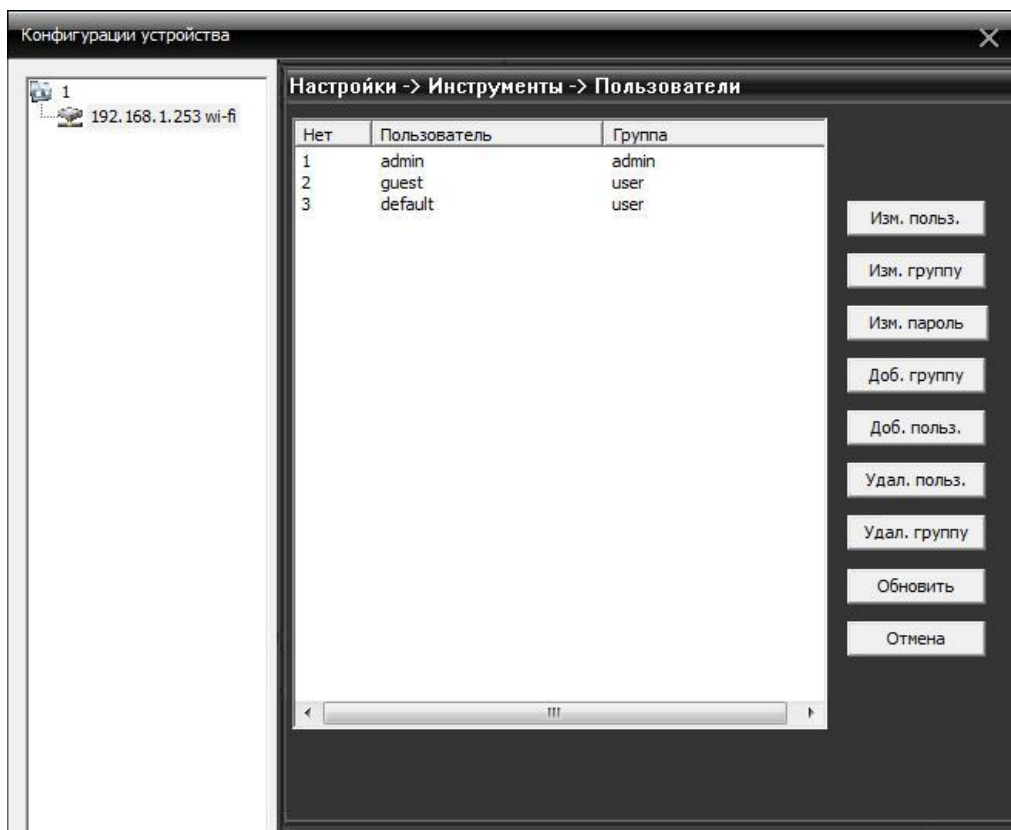 Конфигурации устройства
1
192.168.1.253 wi-fi
Настройки -> Инструменты -> Пользователи
Нет Пользователь Группа
1 admin admin
2 guest user
3 default user
Изм. польз.
Изм. группу
Изм. пароль
Доб. группу
Доб. польз.
Удал. польз.
Удал. группу
Обновить
Отмена